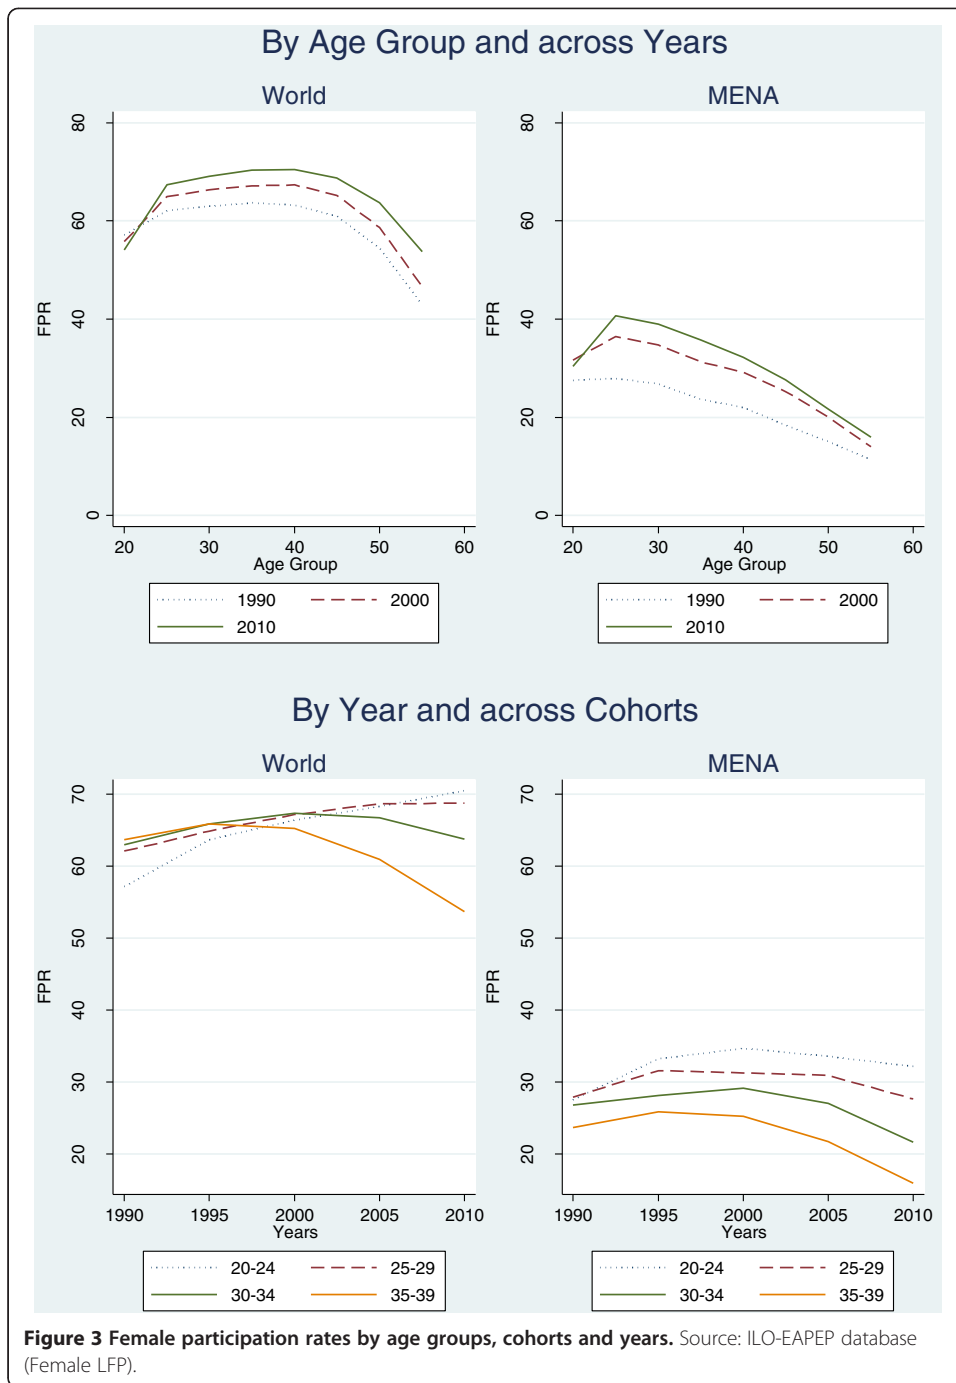 By Age Group and across Years
World
MENA
80
60
40
20
0
FPR
20 30 40 50 60
Age Group
1990 2000
2010
80
60
40
20
0
FPR
20 30 40 50 60
Age Group
1990 2000
2010
By Year and across Cohorts
World
MENA
70
60
50
40
30
20
FPR
1990 1995 2000 2005 2010
Years
20-24 25-29
30-34 35-39
70
60
50
40
30
20
FPR
1990 1995 2000 2005 2010
Years
20-24 25-29
30-34 35-39
Figure 3 Female participation rates by age groups, cohorts and years. Source: ILO-EAPEP database
(Female LFP).